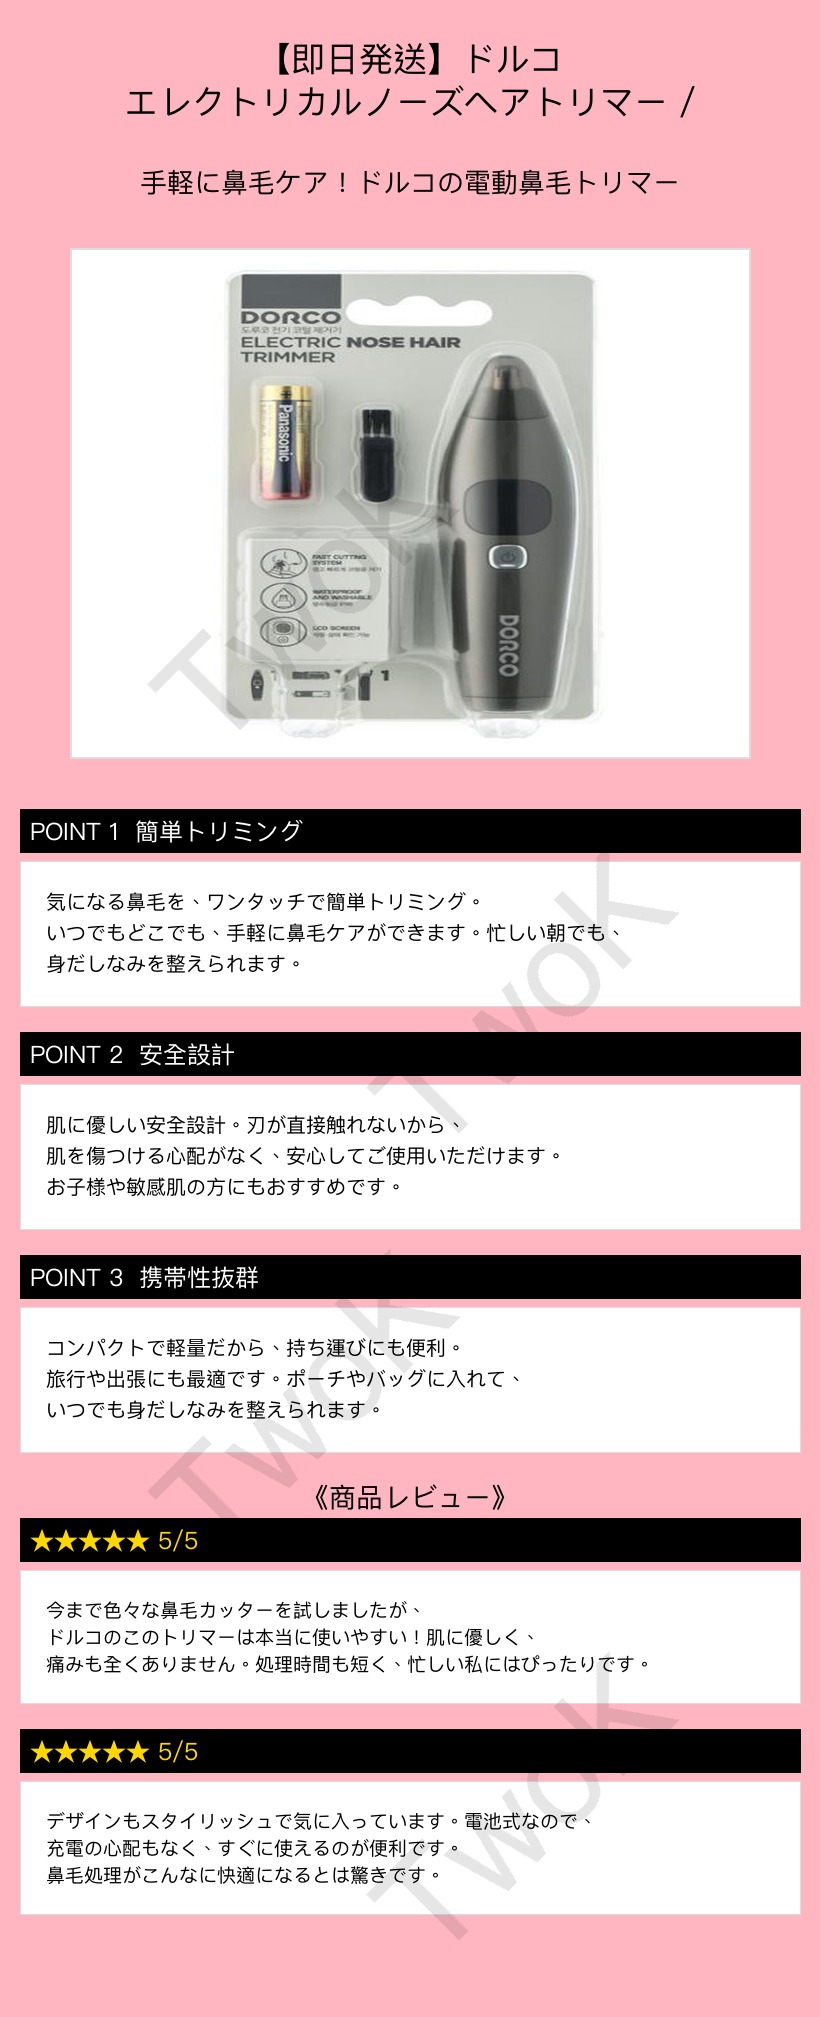 【即日発送】ドルコ
エレクトリカルノーズヘアトリマー /
手軽に鼻毛ケア！ドルコの電動鼻毛トリマー
DORCO
도루코 전기 코털 제거기
ELECTRIC NOSE HAIR
TRIMMER
Panasonic
FAST CUTTING
SYSTEM
WATERPROOF
AND WASHABLE
LCD SCREEN
DORCO
TwoK
POINT 1 簡単トリミング
気になる鼻毛を、ワンタッチで簡単トリミング。
いつでもどこでも、手軽に鼻毛ケアができます。忙しい朝でも、
身だしなみを整えられます。
TwoK
POINT 2 安全設計
肌に優しい安全設計。刃が直接触れないから、
肌を傷つける心配がなく、安心してご使用いただけます。
お子様や敏感肌の方にもおすすめです。
POINT 3 携帯性抜群
コンパクトで軽量だから、持ち運びにも便利。
旅行や出張にも最適です。ポーチやバッグに入れて、
いつでも身だしなみを整えられます。
TwoK
《商品レビュー》
★★★★★ 5/5
今まで色々な鼻毛カッターを試しましたが、
ドルコのこのトリマーは本当に使いやすい！肌に優しく、
痛みも全くありません。処理時間も短く、忙しい私にはぴったりです。
★★★★★ 5/5
デザインもスタイリッシュで気に入っています。電池式なので、
充電の心配もなく、すぐに使えるのが便利です。
鼻毛処理がこんなに快適になるとは驚きです。
TwoK